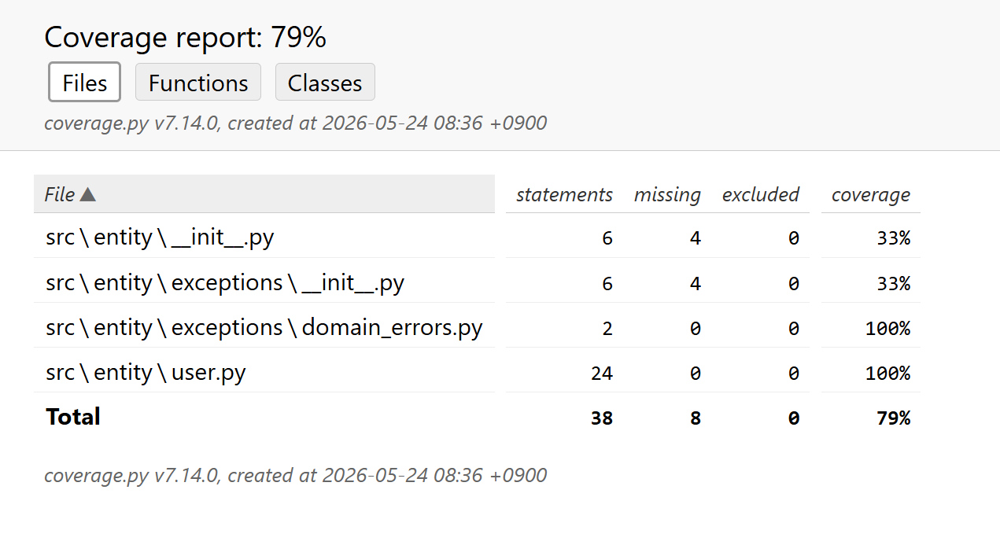 Coverage report: 79%
Files Functions Classes
coverage.py v7.14.0, created at 2026-05-24 08:36 +0900
File ▲ statements missing excluded coverage
src \ entity \ __init__.py 6 4 0 33%
src \ entity \ exceptions \ __init__.py 6 4 0 33%
src \ entity \ exceptions \ domain_errors.py 2 0 0 100%
src \ entity \ user.py 24 0 0 100%
Total 38 8 0 79%
coverage.py v7.14.0, created at 2026-05-24 08:36 +0900